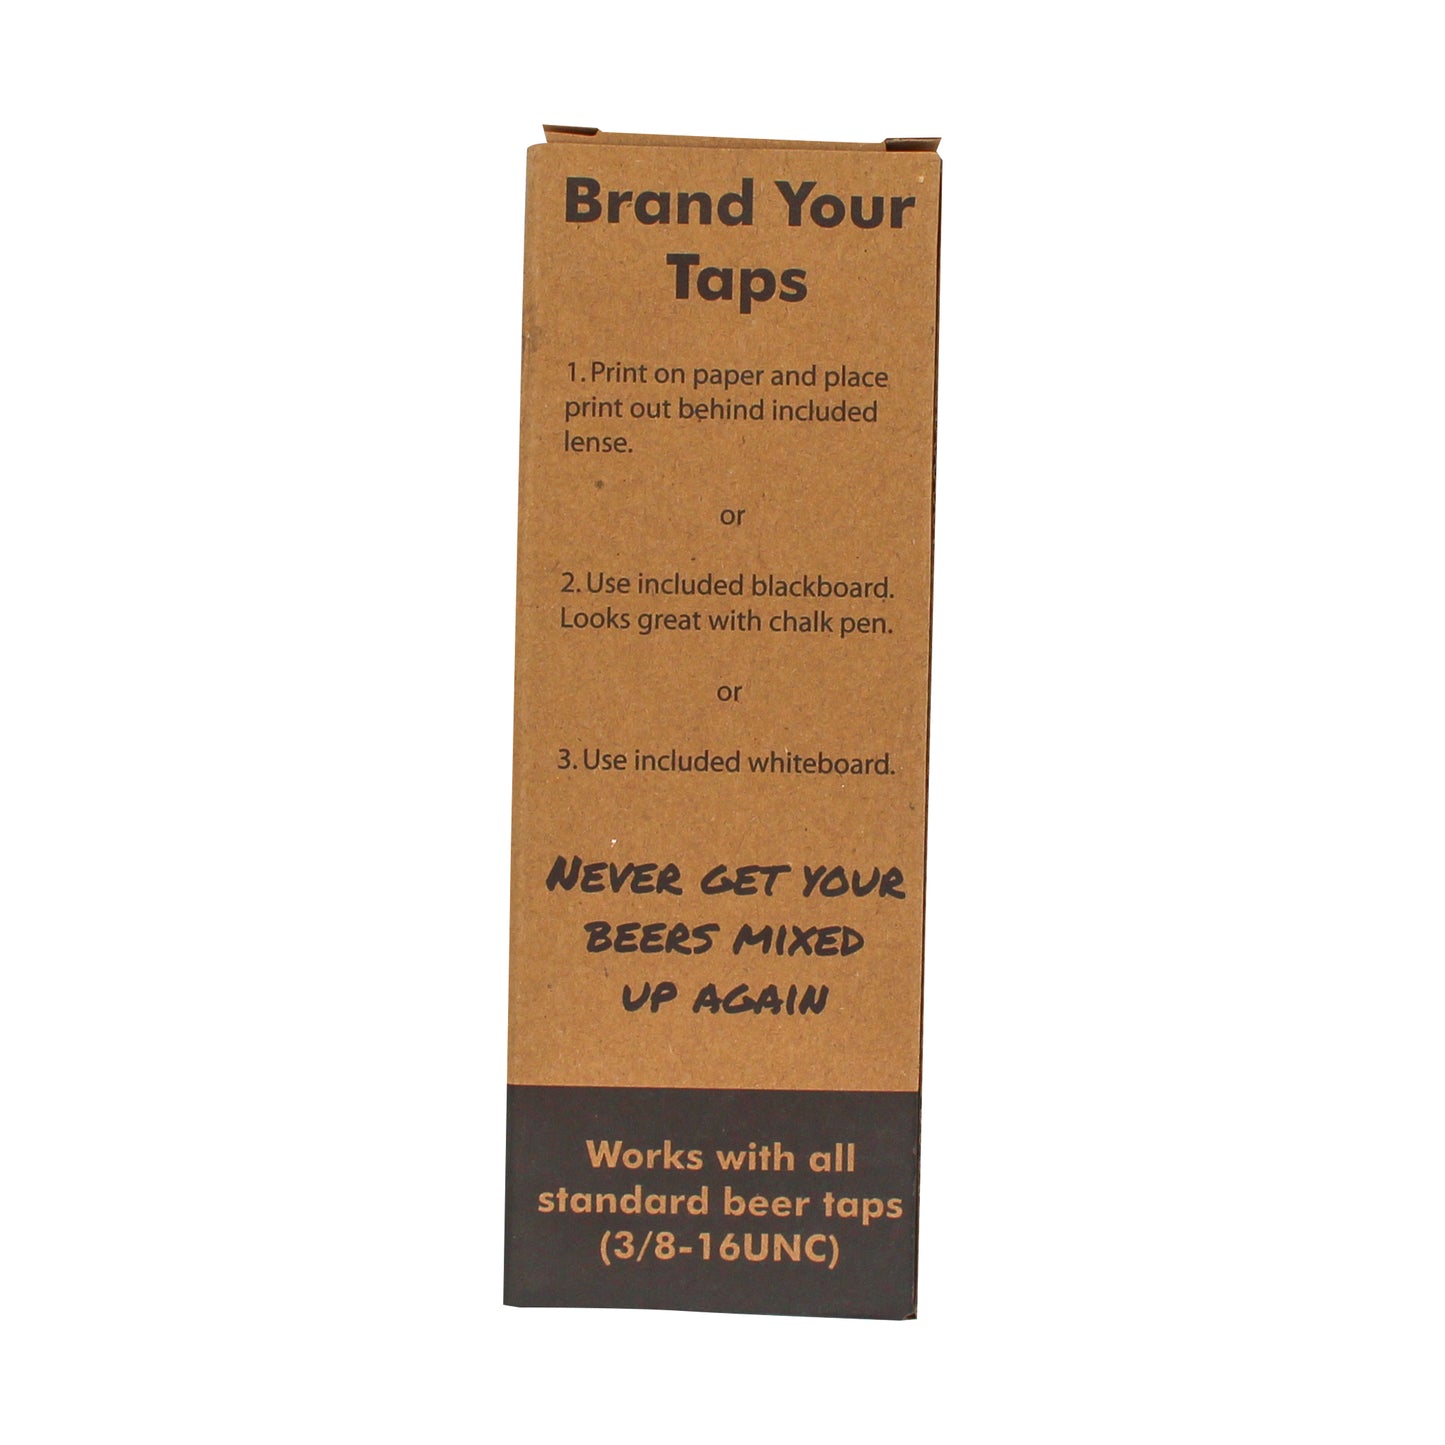 Brand Your
Taps
1. Print on paper and place
print out behind included
lense.
or
2. Use included blackboard.
Looks great with chalk pen.
or
3. Use included whiteboard.
NEVER GET YOUR
BEERS MIXED
UP AGAIN
Works with all
standard beer taps
(3/8-16UNC)